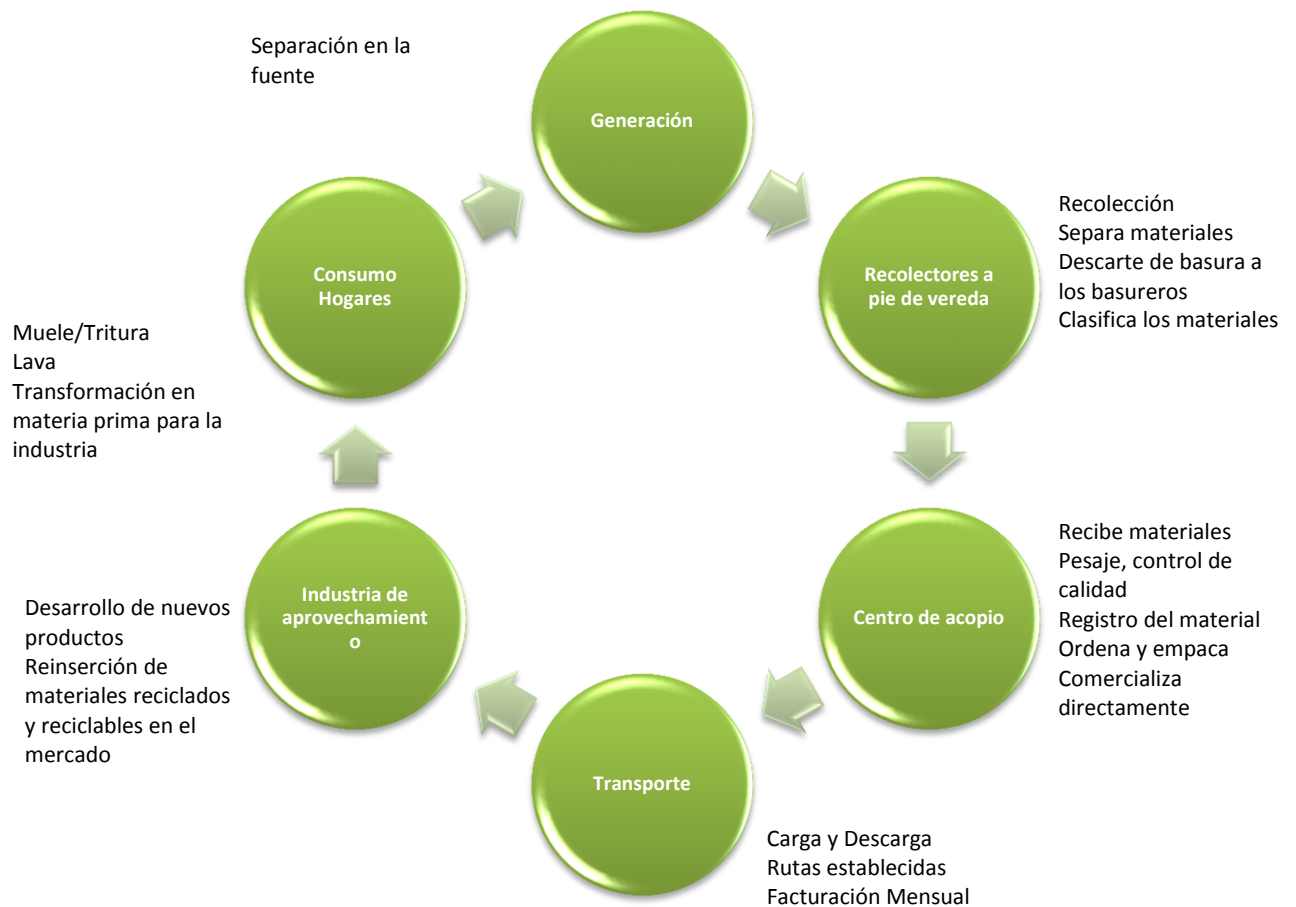 Separación en la
fuente
Generación
Recolectores a
pie de vereda
Recolección
Separa materiales
Descarte de basura a
los basureros
Clasifica los materiales
Centro de acopio
Recibe materiales
Pesaje, control de
calidad
Registro del material
Ordena y empaca
Comercializa
directamente
Transporte
Carga y Descarga
Rutas establecidas
Facturación Mensual
Industria de
aprovechamient
o
Desarrollo de nuevos
productos
Reinserción de
materiales reciclados
y reciclables en el
mercado
Consumo
Hogares
Muele/Tritura
Lava
Transformación en
materia prima para la
industria